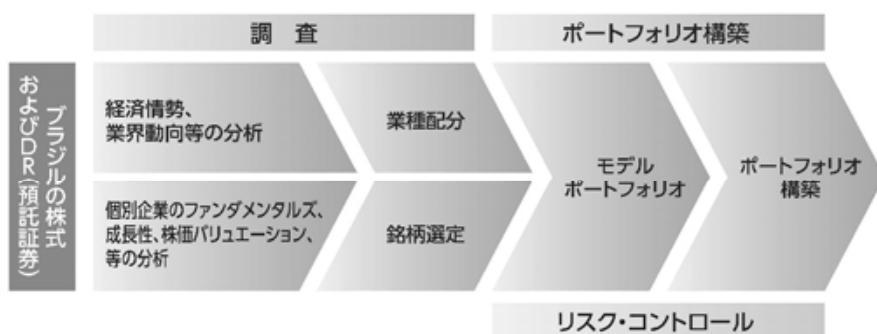 調 査
ポートフォリオ構築
ブラジルの株式
およびDR(預託証券)
経済情勢、
業界動向等の分析
業種配分
個別企業のファンダメンタルズ、
成長性、株価バリュエーション、
等の分析
銘柄選定
モデル
ポートフォリオ
ポートフォリオ
構築
リスク・コントロール